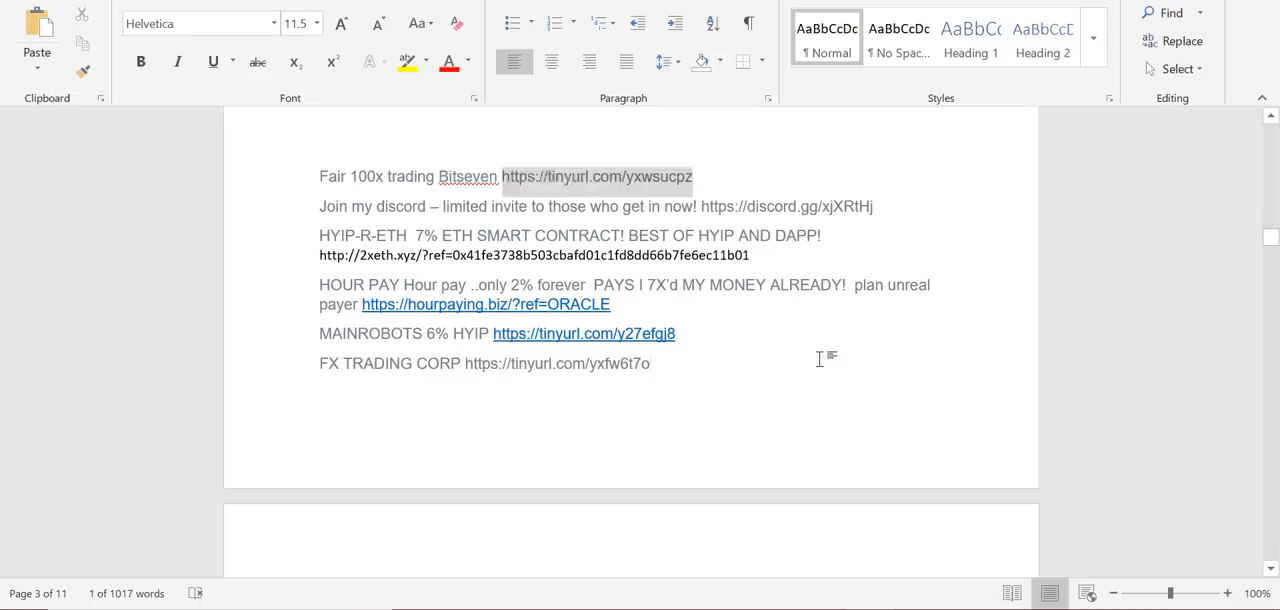 Helvetica 11.5 Aa Find
Paste B I U abc X₂ X² A A Replace
Select
AaBbCcDc AaBbCcDc AaBbCc AaBbCcD
¶ Normal ¶ No Spac... Heading 1 Heading 2
Clipboard Font Paragraph Styles Editing
Fair 100x trading Bitseven https://tinyurl.com/yxwsucpz
Join my discord – limited invite to those who get in now! https://discord.gg/xjXRtHj
HYIP-R-ETH 7% ETH SMART CONTRACT! BEST OF HYIP AND DAPP!
http://2xeth.xyz/?ref=0x41fe3738b503cbafd01c1fd8dd66b7fe6ec11b01
HOUR PAY Hour pay ..only 2% forever PAYS I 7X'd MY MONEY ALREADY! plan unreal
payer https://hourpaying.biz/?ref=ORACLE
MAINROBOTS 6% HYIP https://tinyurl.com/y27efgj8
FX TRADING CORP https://tinyurl.com/yxfw6t7o
Page 3 of 11 1 of 1017 words 100%